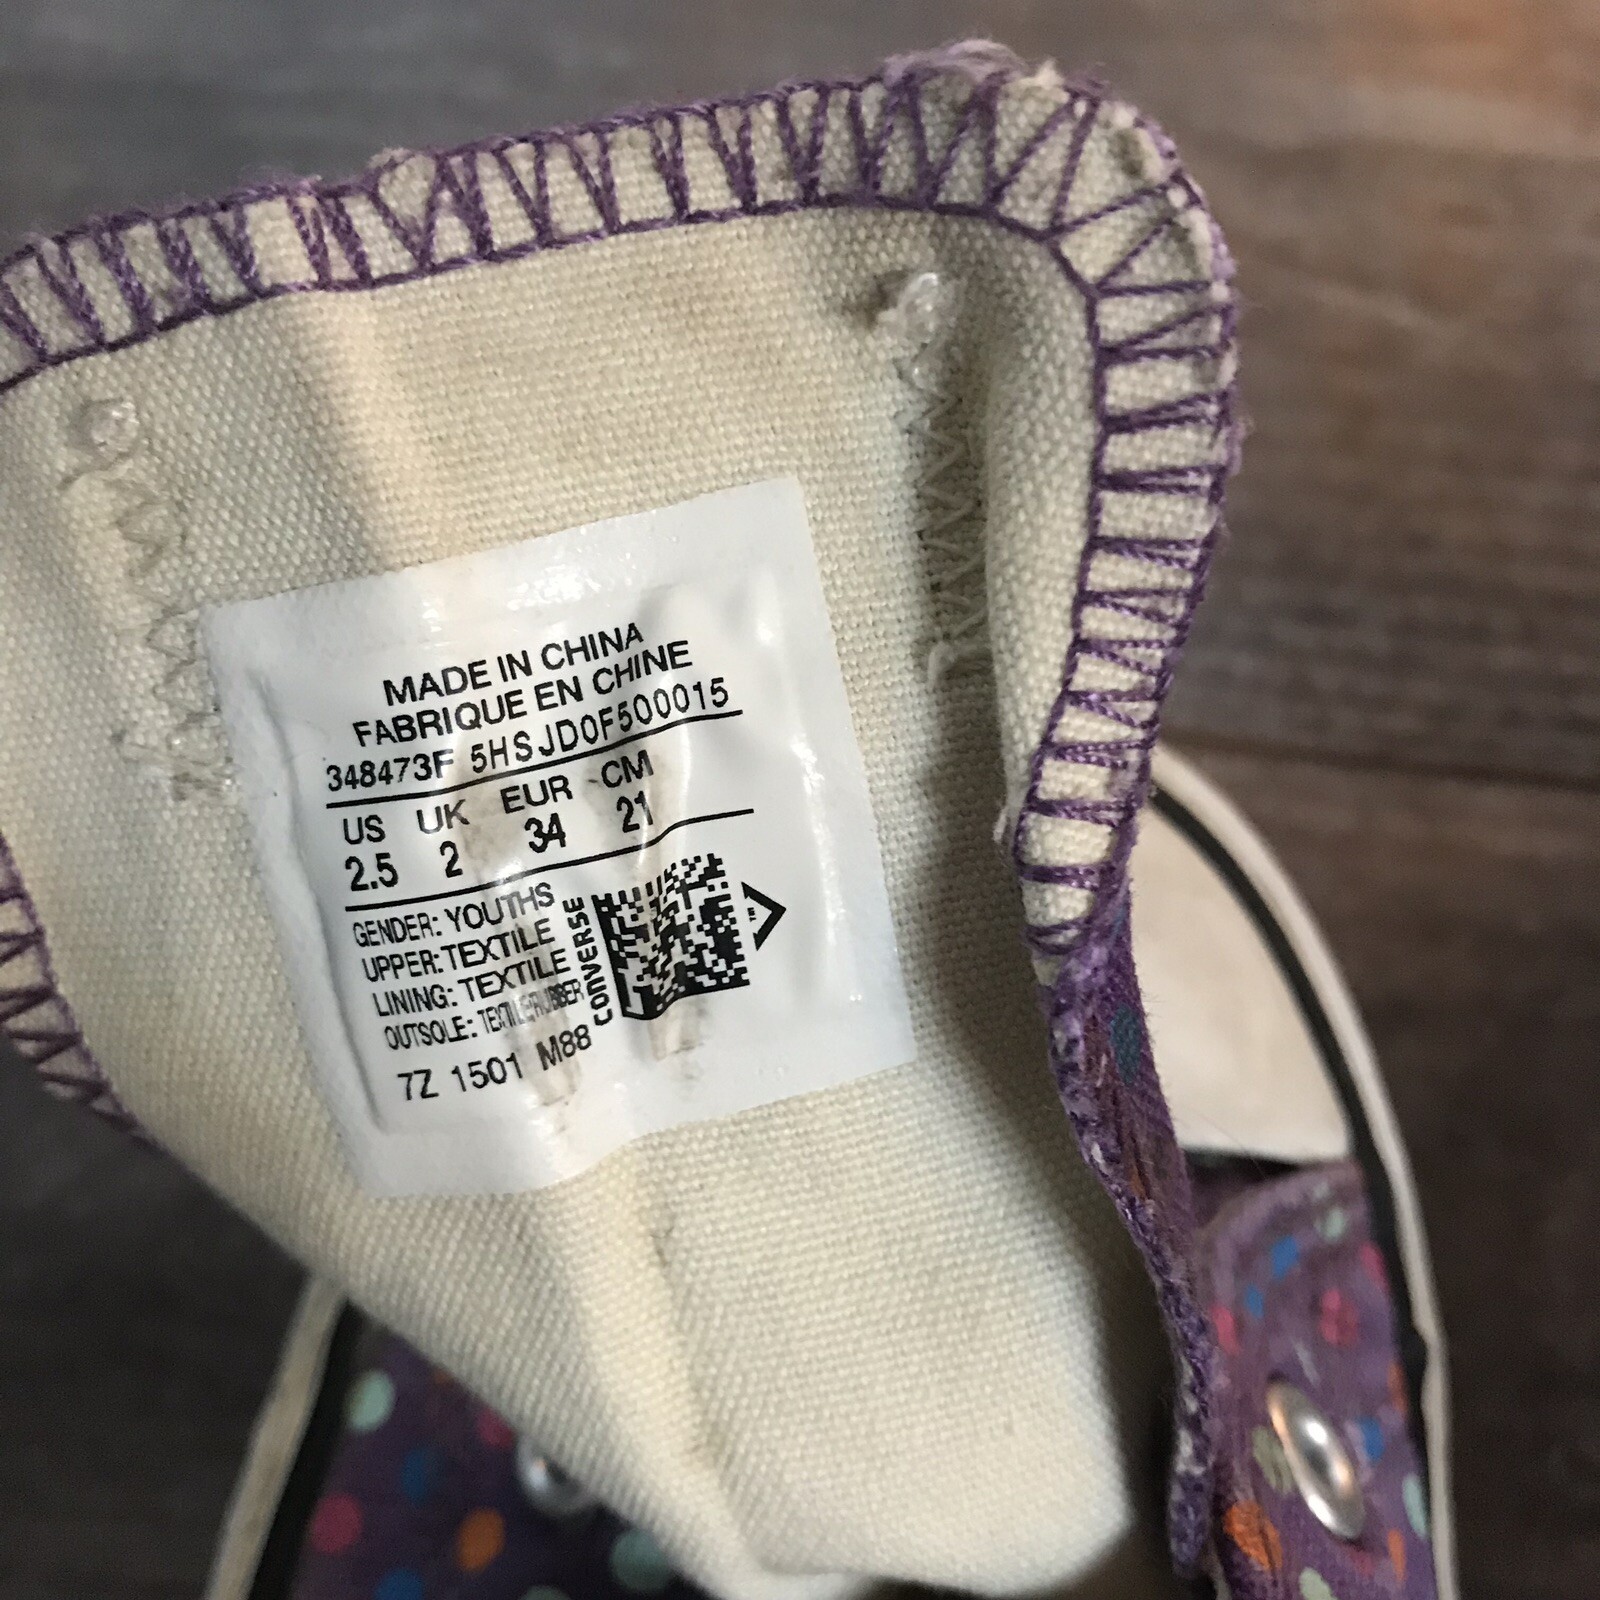 MADE IN CHINA
FABRIQUE EN CHINE
348473F 5HSJD0F500015
US UK EUR CM
2.5 2 34 21
GENDER: YOUTHS
UPPER: TEXTILE
LINING: TEXTILE
OUTSOLE: TEXTILE/RUBBER
7Z 1501 M88
CONVERSE
TM